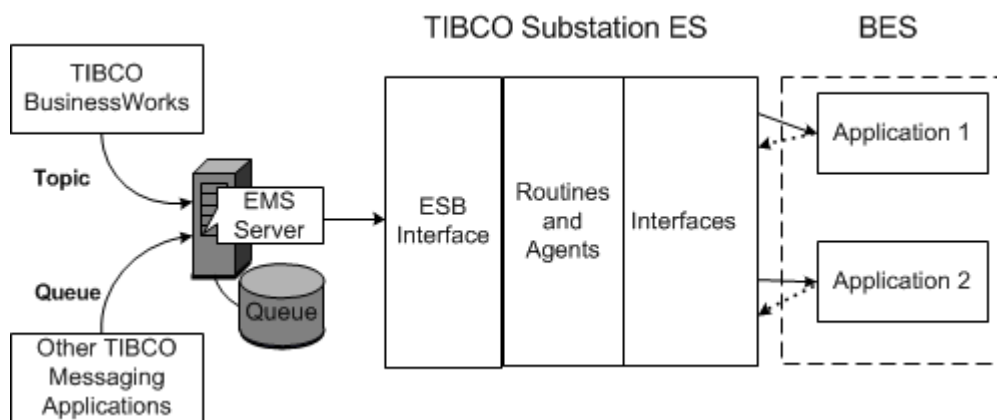 TIBCO Substation ES
BES
TIBCO
BusinessWorks
Topic
EMS
Server
Queue
Queue
Other TIBCO
Messaging
Applications
ESB
Interface
Routines
and
Agents
Interfaces
Application 1
Application 2